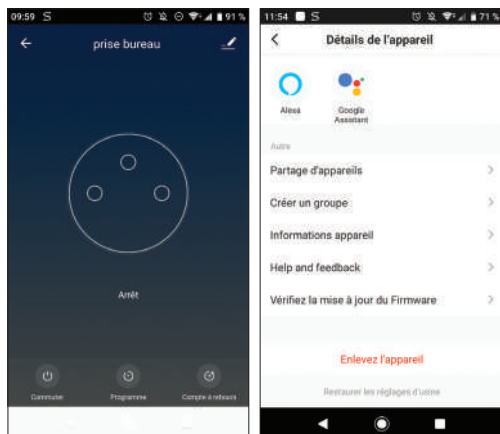 09:59 S 91 %
prise bureau
Arrêt
Commuter Programme Compte à rebours
11:54 S 71 %
Détails de l'appareil
Alexa Google
Assistant
Autre
Partage d'appareils
Créer un groupe
Informations appareil
Help and feedback
Vérifiez la mise à jour du Firmware
Enlevez l'appareil
Restaurer les réglages d'usine